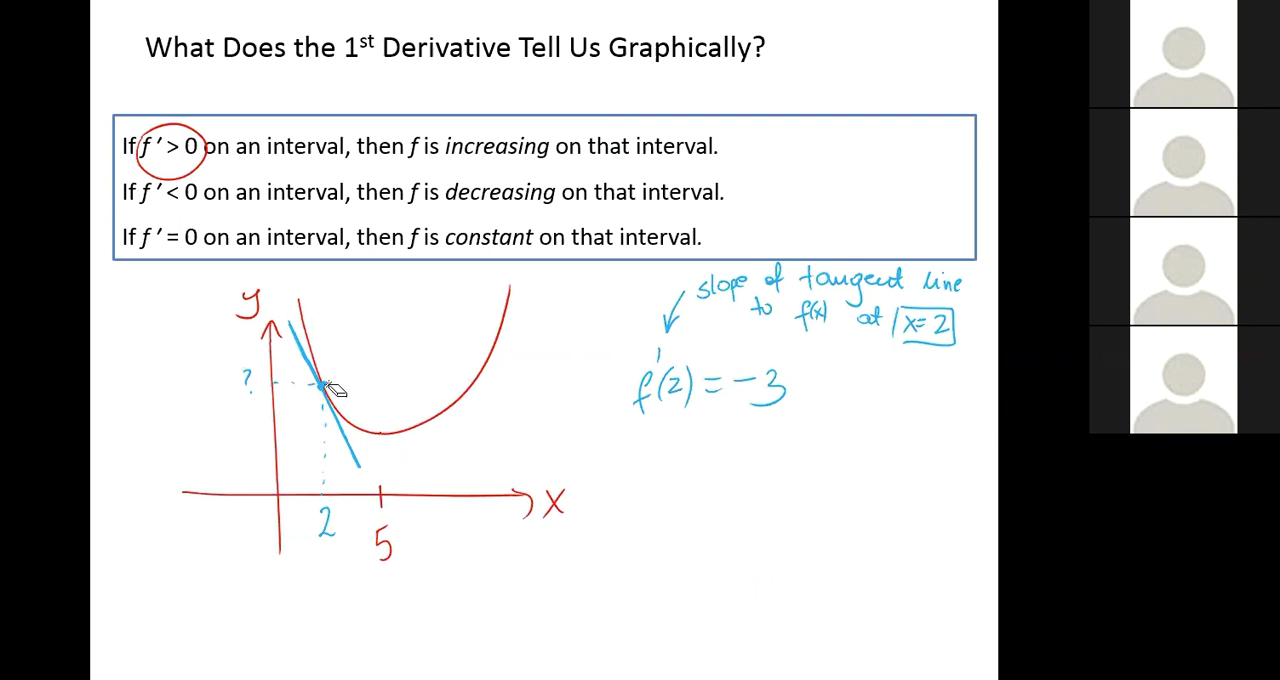 What Does the 1st Derivative Tell Us Graphically?
If f ′ > 0 on an interval, then f is increasing on that interval.
If f ′ < 0 on an interval, then f is decreasing on that interval.
If f ′ = 0 on an interval, then f is constant on that interval.
slope of tangent line
to f(x) at x=2
f'(2) = -3
y
?
x
2
5